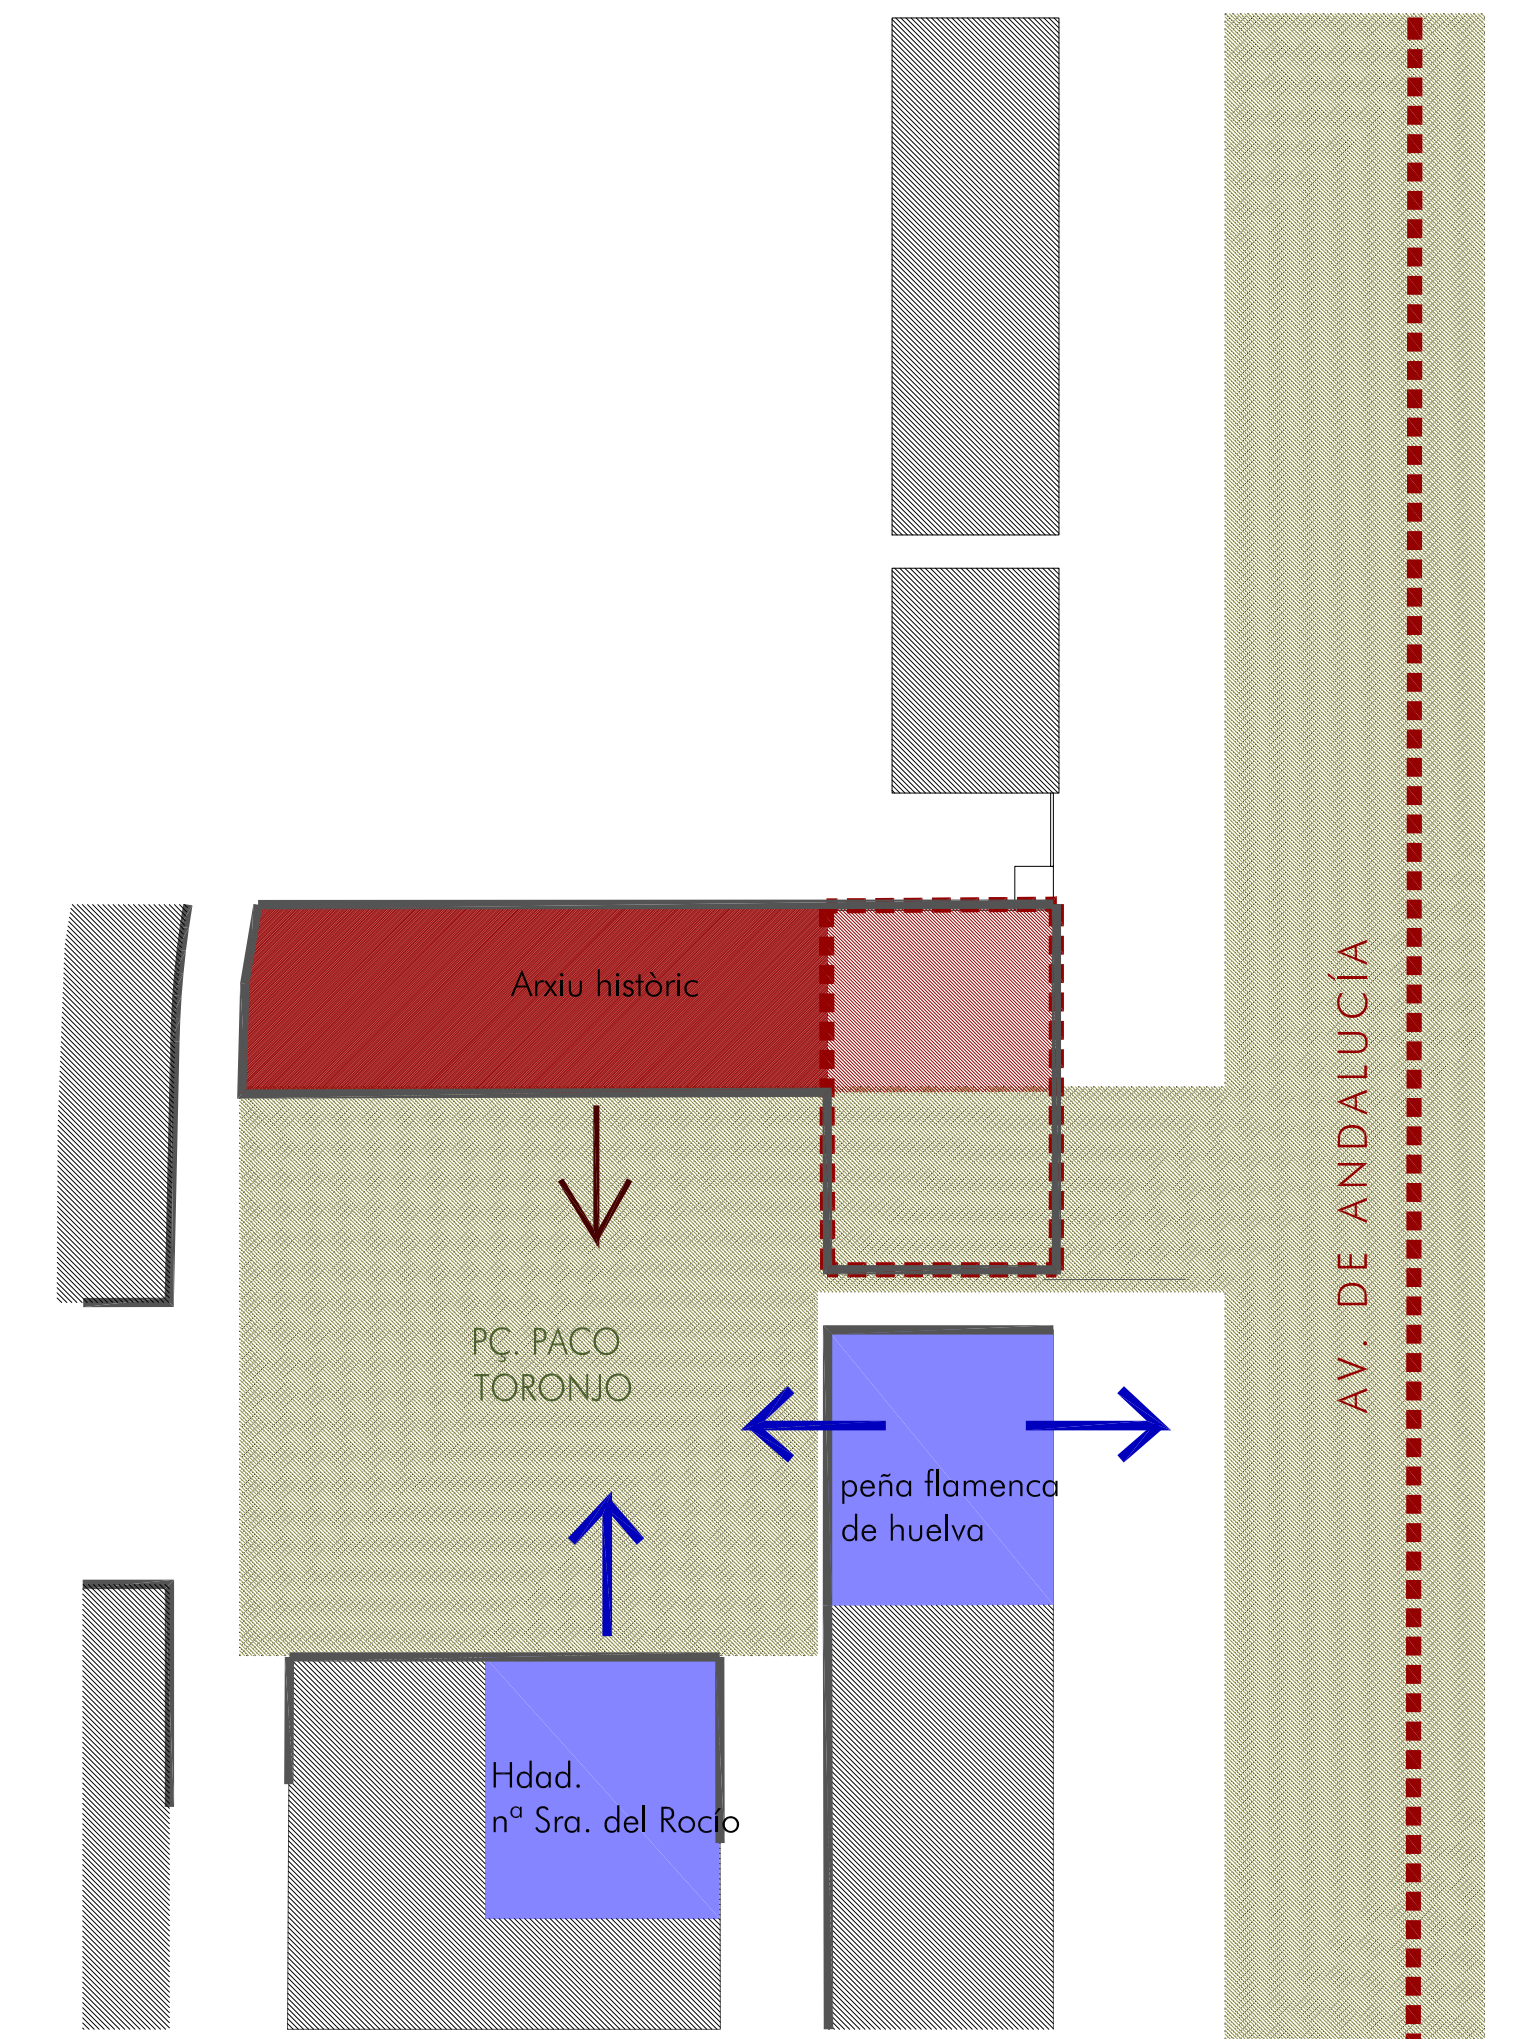 Arxiu històric
AV. DE ANDALUCÍA
PÇ. PACO
TORONJO
peña flamenca
de huelva
Hdad.
nª Sra. del Rocío